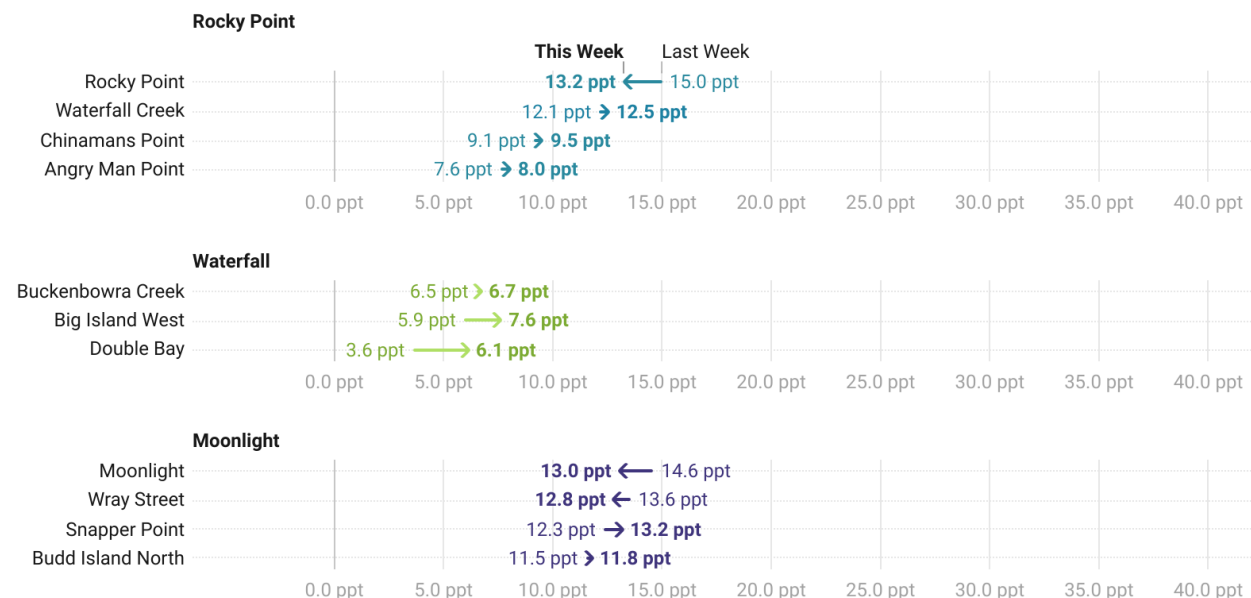 Rocky Point
This Week Last Week
Rocky Point 13.2 ppt 15.0 ppt
Waterfall Creek 12.1 ppt 12.5 ppt
Chinamans Point 9.1 ppt 9.5 ppt
Angry Man Point 7.6 ppt 8.0 ppt
0.0 ppt 5.0 ppt 10.0 ppt 15.0 ppt 20.0 ppt 25.0 ppt 30.0 ppt 35.0 ppt 40.0 ppt
Waterfall
Buckenbowra Creek 6.5 ppt 6.7 ppt
Big Island West 5.9 ppt 7.6 ppt
Double Bay 3.6 ppt 6.1 ppt
0.0 ppt 5.0 ppt 10.0 ppt 15.0 ppt 20.0 ppt 25.0 ppt 30.0 ppt 35.0 ppt 40.0 ppt
Moonlight
Moonlight 13.0 ppt 14.6 ppt
Wray Street 12.8 ppt 13.6 ppt
Snapper Point 12.3 ppt 13.2 ppt
Budd Island North 11.5 ppt 11.8 ppt
0.0 ppt 5.0 ppt 10.0 ppt 15.0 ppt 20.0 ppt 25.0 ppt 30.0 ppt 35.0 ppt 40.0 ppt